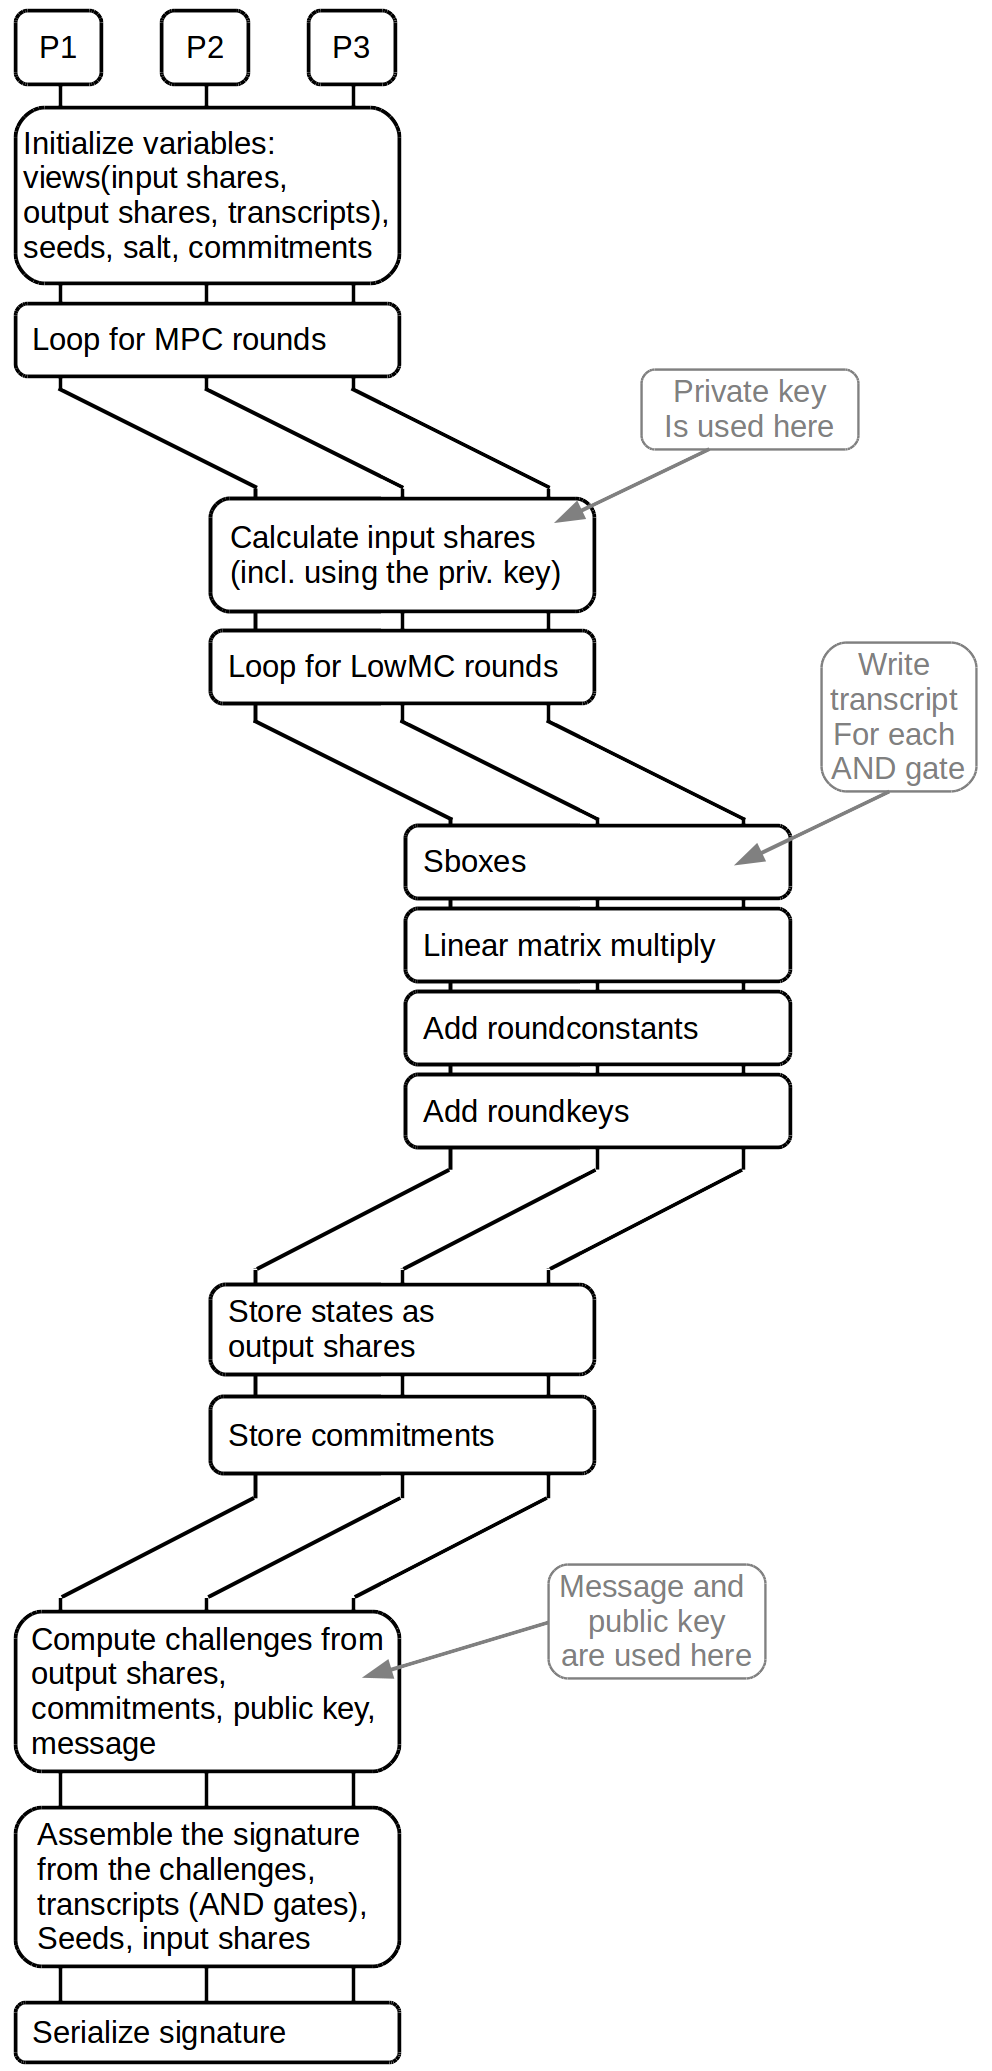 P1
P2
P3
Initialize variables:
views(input shares,
output shares, transcripts),
seeds, salt, commitments
Loop for MPC rounds
Private key
Is used here
Calculate input shares
(incl. using the priv. key)
Loop for LowMC rounds
Write
transcript
For each
AND gate
Sboxes
Linear matrix multiply
Add roundconstants
Add roundkeys
Store states as
output shares
Store commitments
Message and
public key
are used here
Compute challenges from
output shares,
commitments, public key,
message
Assemble the signature
from the challenges,
transcripts (AND gates),
Seeds, input shares
Serialize signature